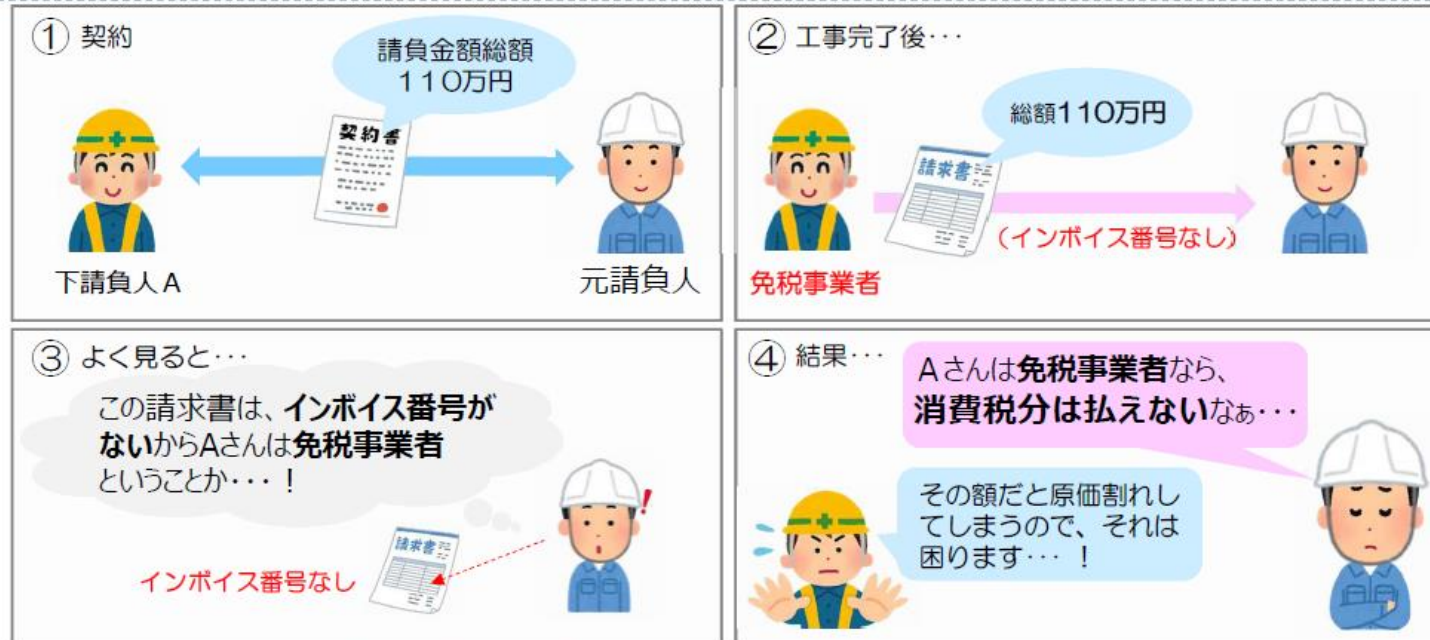 ① 契約
請負金額総額
110万円
契約書
下請負人A
元請負人
② 工事完了後・・・
総額110万円
請求書
(インボイス番号なし)
免税事業者
③ よく見ると・・・
この請求書は、インボイス番号が
ないからAさんは免税事業者
ということか・・・!
!
請求書
インボイス番号なし
④ 結果・・・
Aさんは免税事業者なら、
消費税分は払えないなぁ・・・
その額だと原価割れし
てしまうので、それは
困ります・・・!